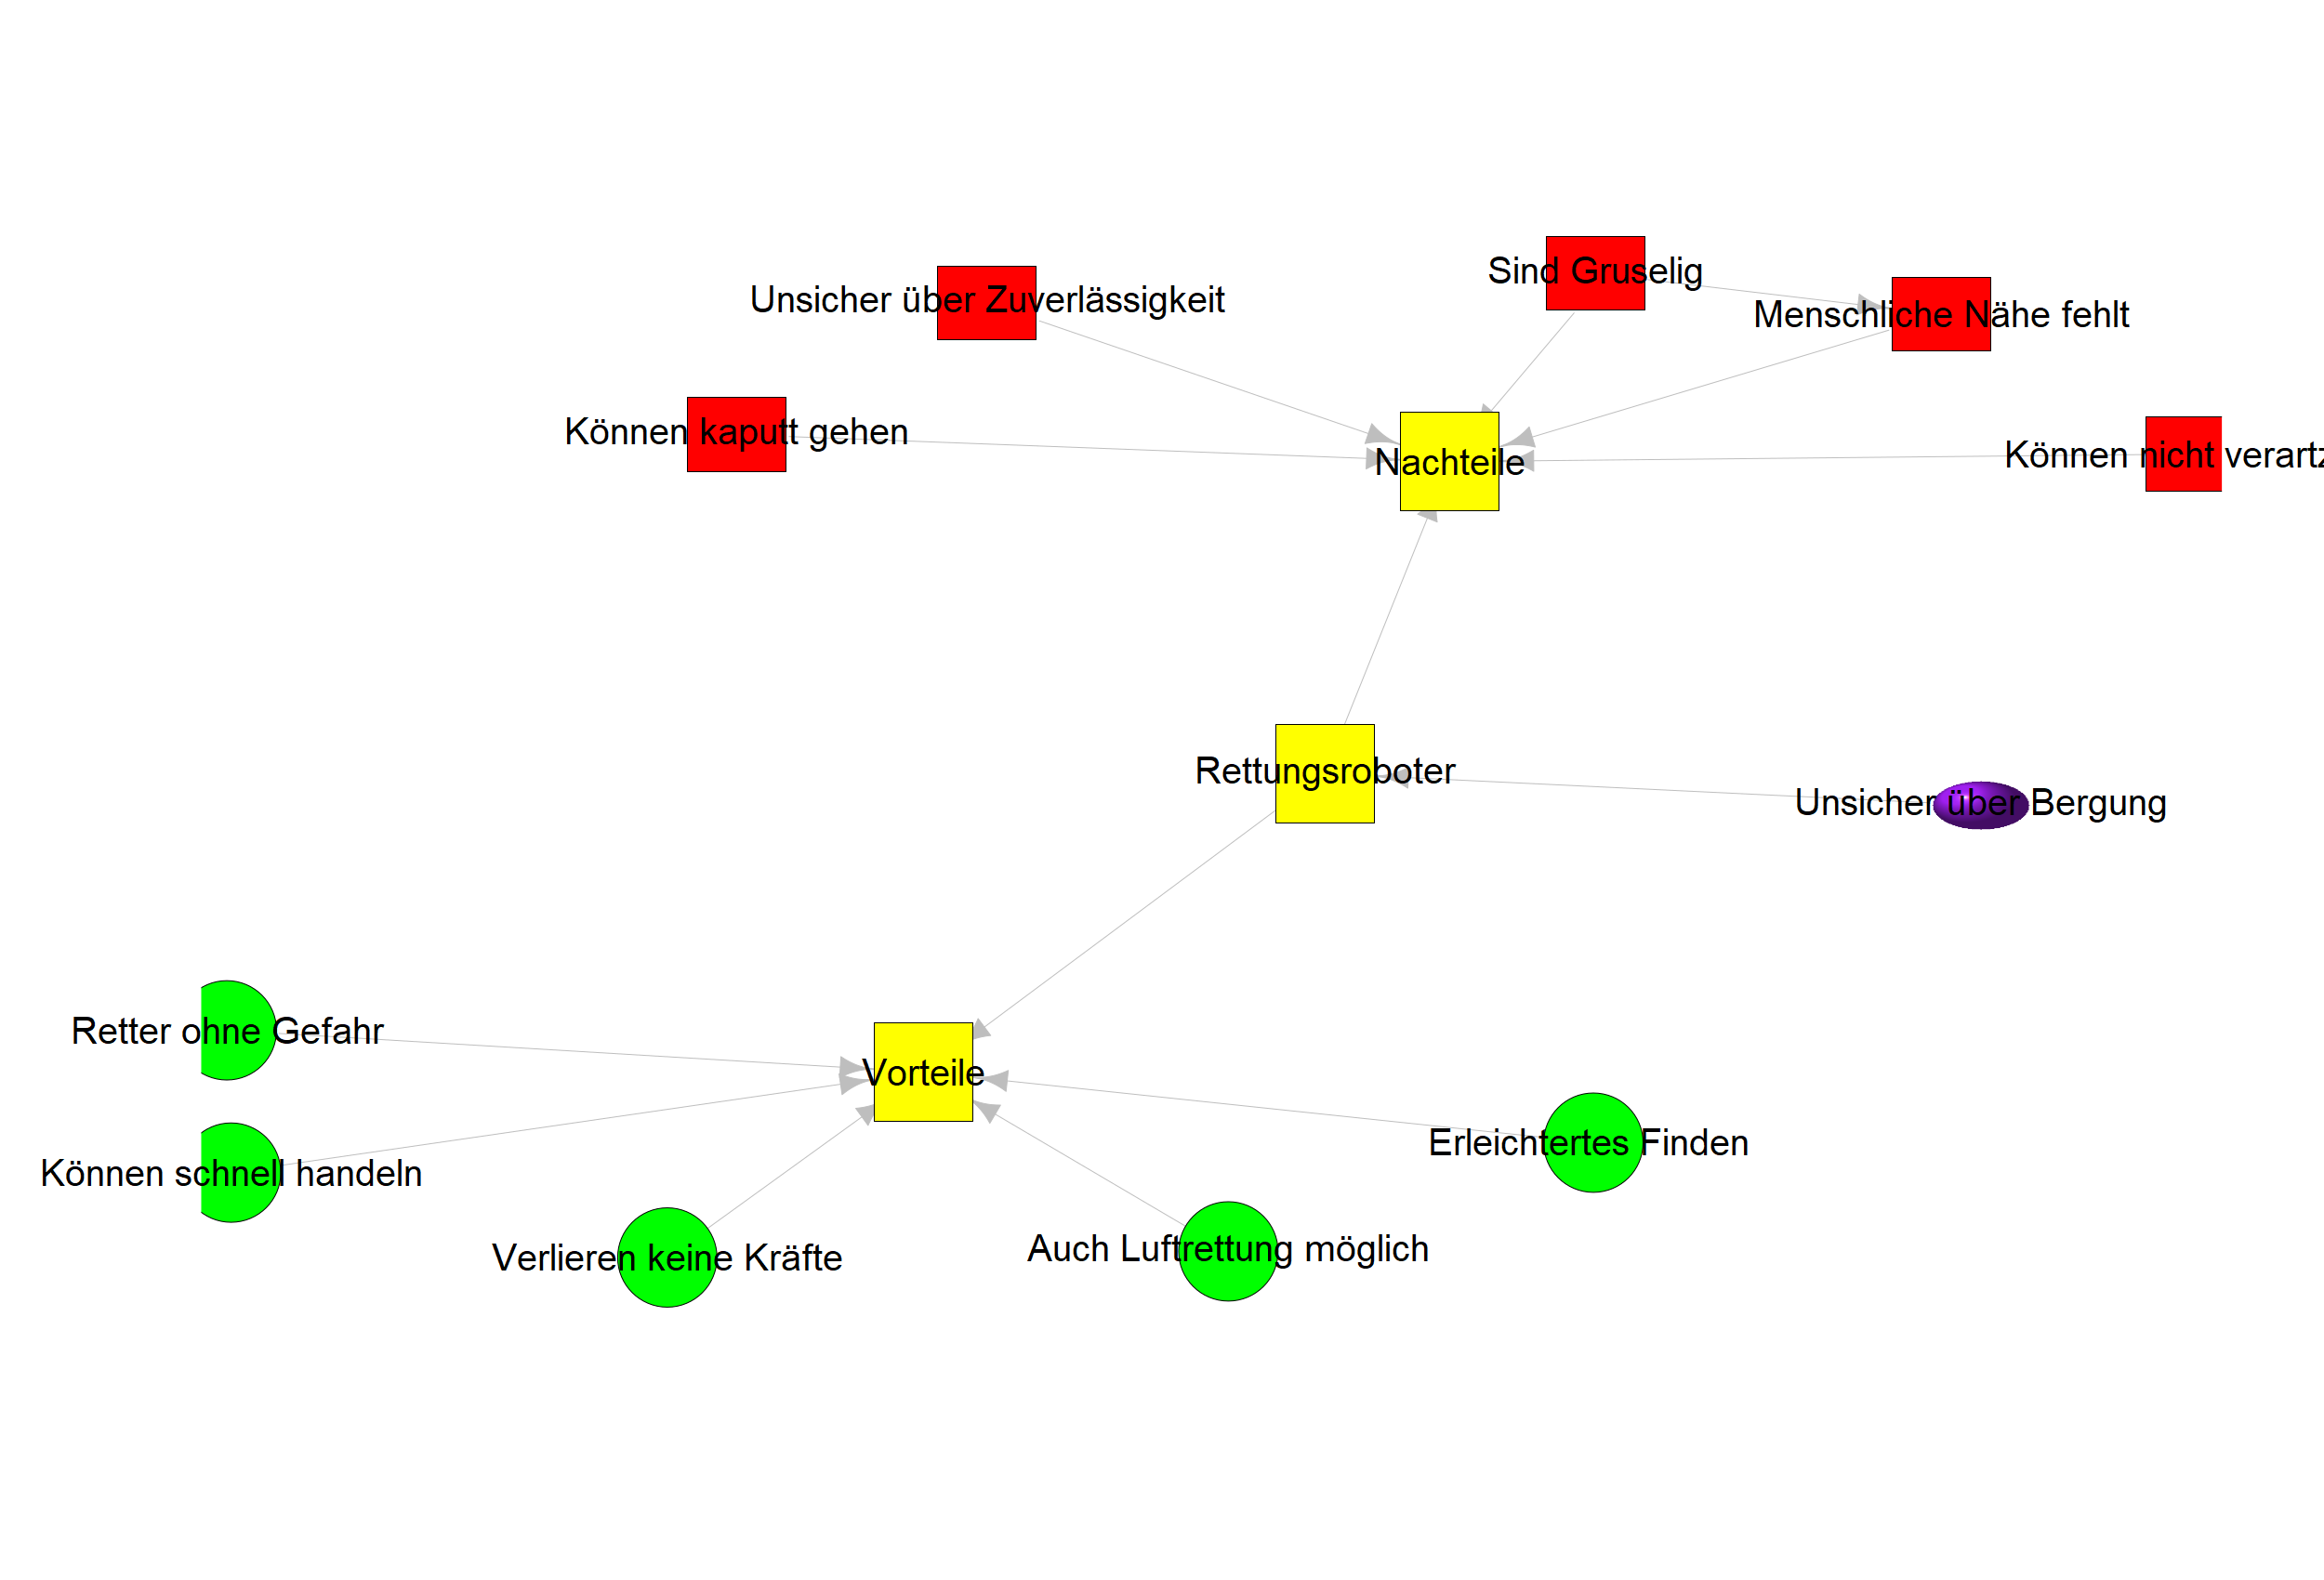 Sind Gruselig
Unsicher über Zuverlässigkeit
Menschliche Nähe fehlt
Können kaputt gehen
Nachteile
Können nicht verartz
Rettungsroboter
Unsicher über Bergung
Retter ohne Gefahr
Vorteile
Erleichtertes Finden
Können schnell handeln
Verlieren keine Kräfte
Auch Luftrettung möglich